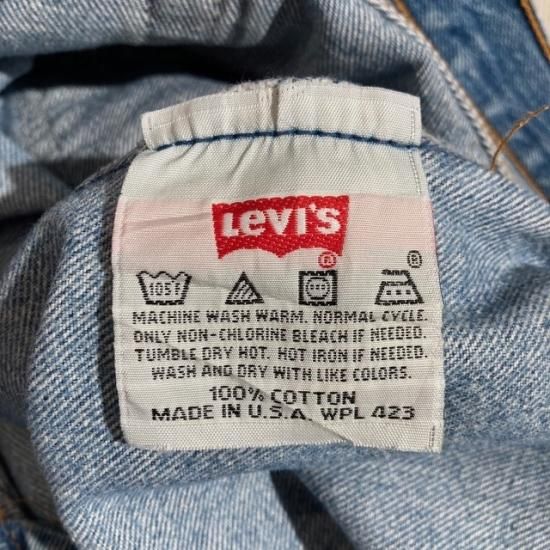 LEVI'S
®
®
105F
MACHINE WASH WARM. NORMAL CYCLE.
ONLY NON-CHLORINE BLEACH IF NEEDED.
TUMBLE DRY HOT. HOT IRON IF NEEDED.
WASH AND DRY WITH LIKE COLORS.
100% COTTON
MADE IN U.S.A. WPL 423